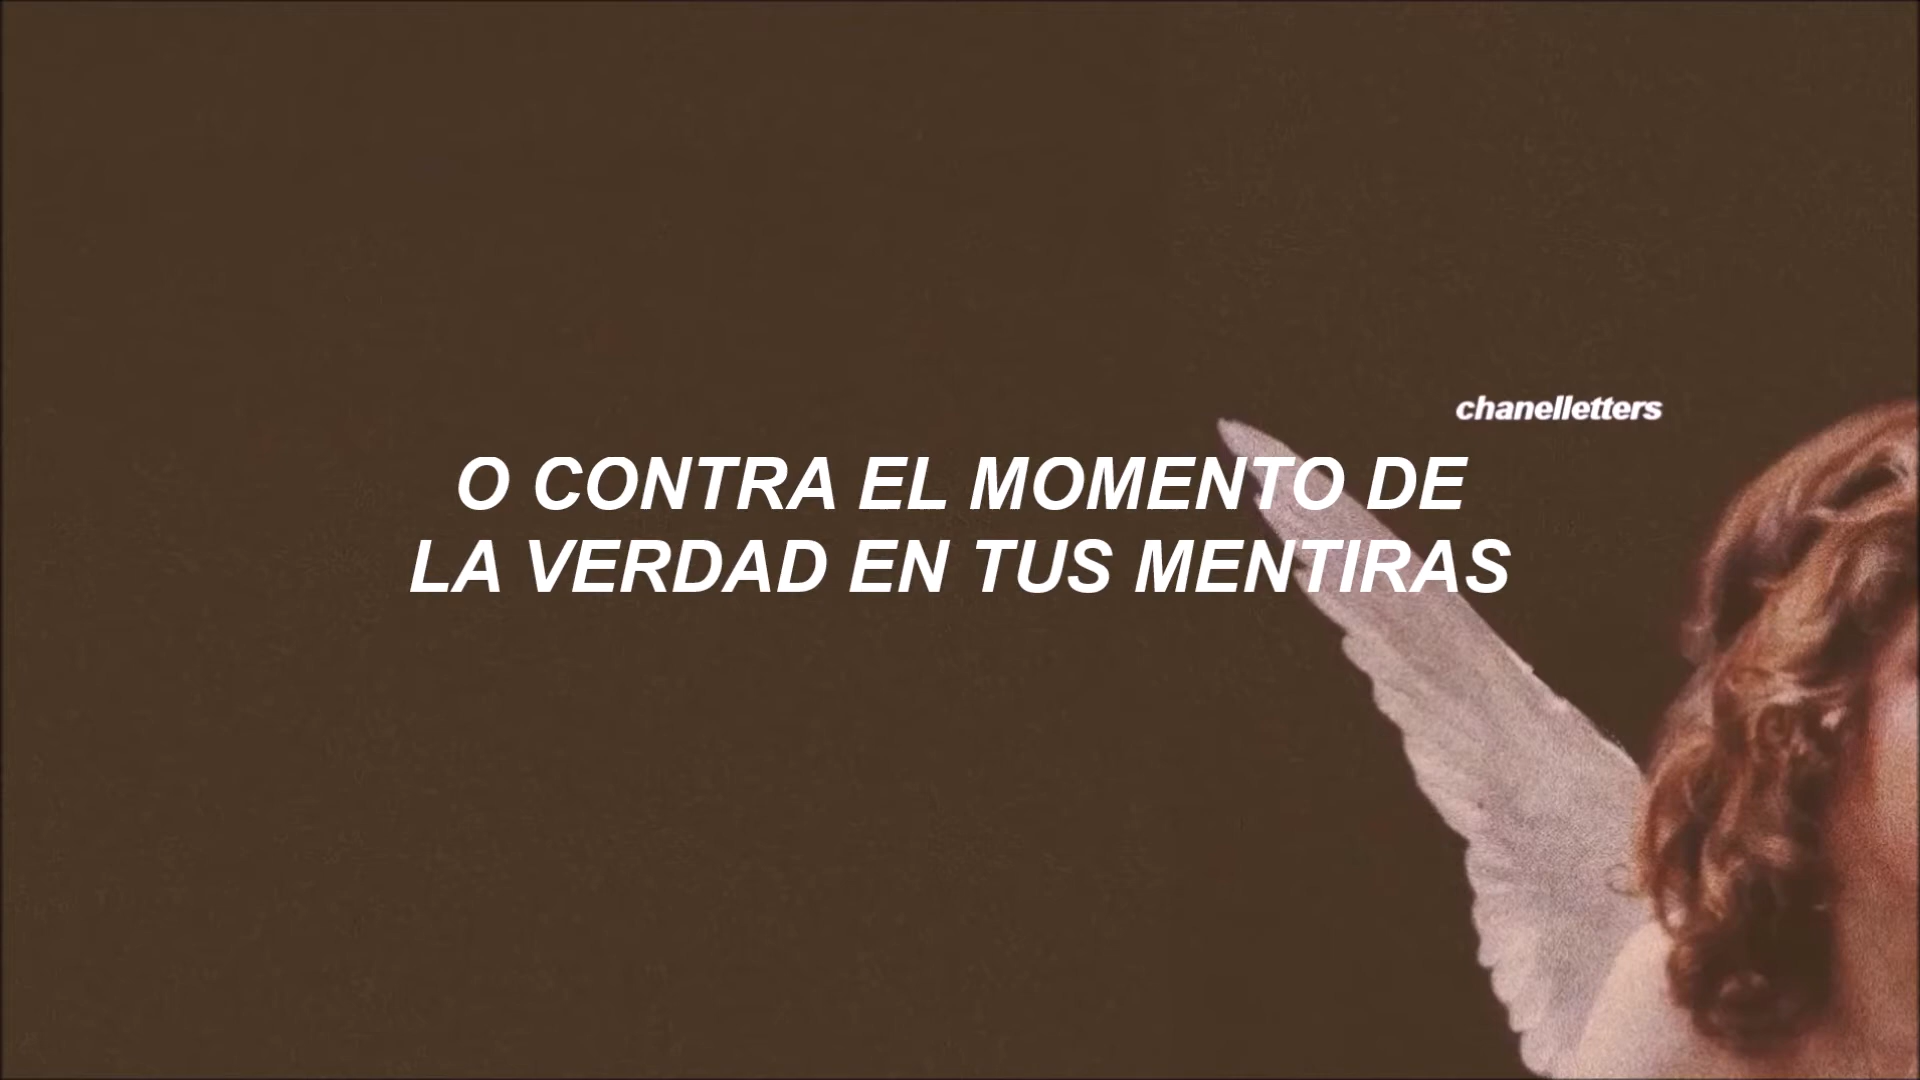 chanelletters
O CONTRA EL MOMENTO DE
LA VERDAD EN TUS MENTIRAS